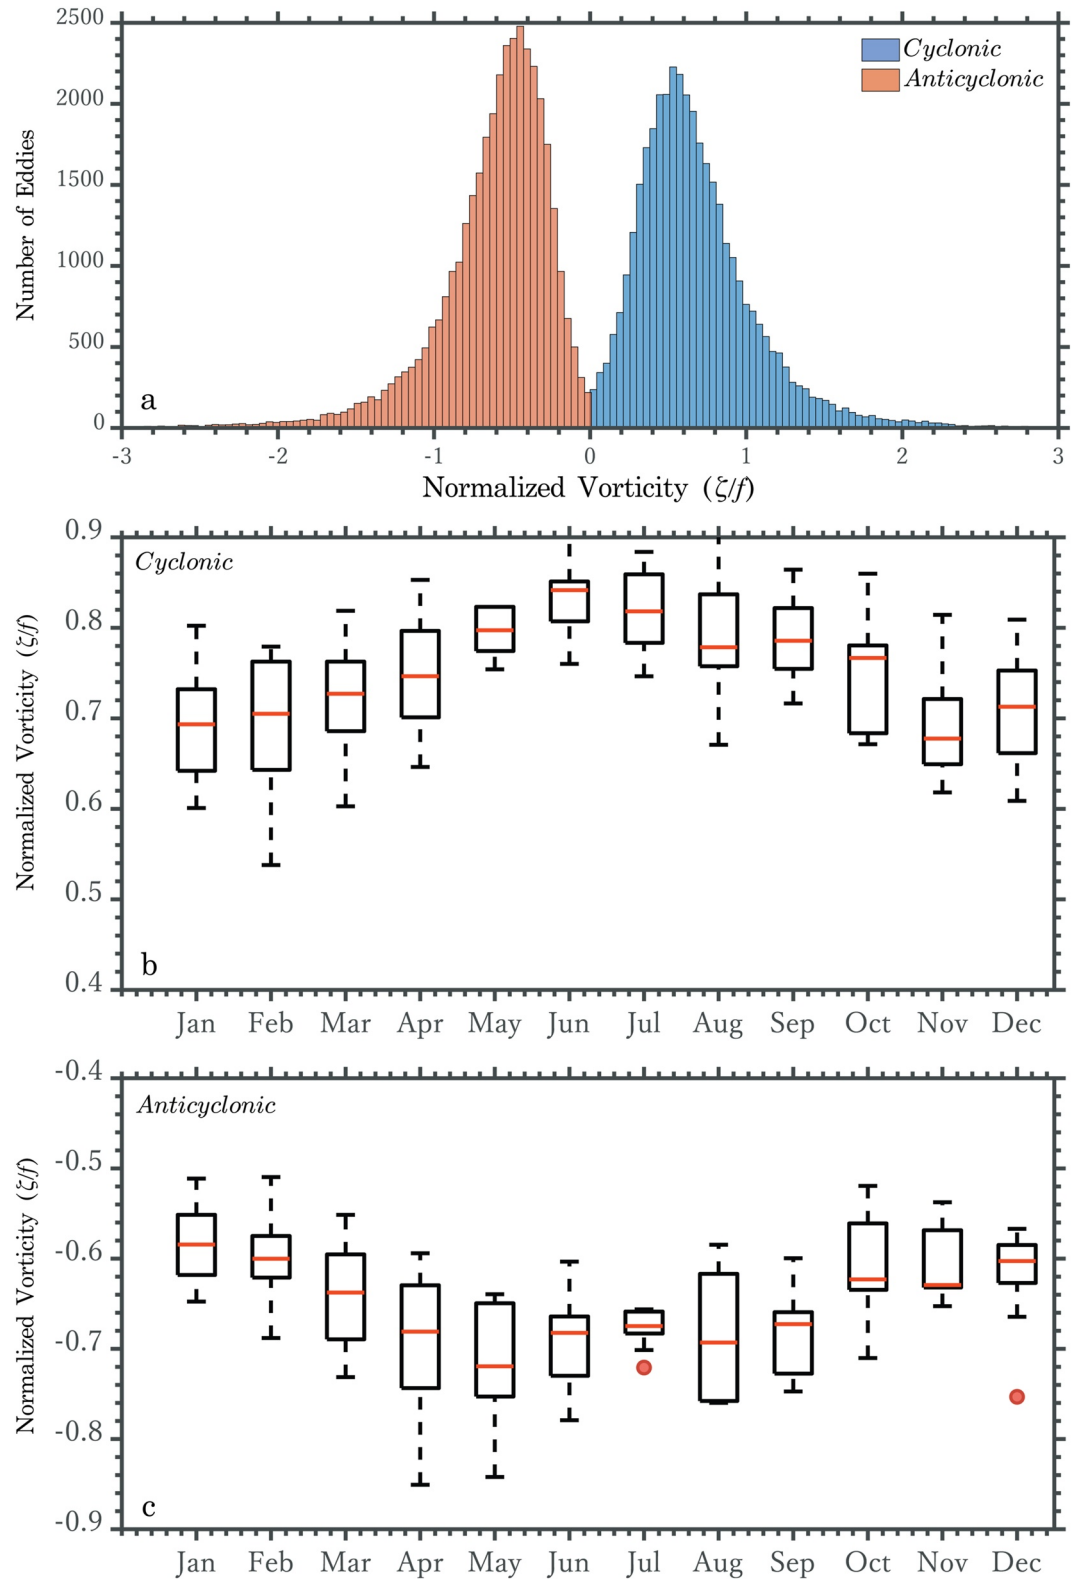 2500
2000
1500
1000
500
0
Number of Eddies
Cyclonic
Anticyclonic
a
-3 -2 -1 0 1 2 3
Normalized Vorticity (ζ/f)
0.9
0.8
0.7
0.6
0.5
0.4
Normalized Vorticity (ζ/f)
Cyclonic
b
Jan Feb Mar Apr May Jun Jul Aug Sep Oct Nov Dec
-0.4
-0.5
-0.6
-0.7
-0.8
-0.9
Normalized Vorticity (ζ/f)
Anticyclonic
c
Jan Feb Mar Apr May Jun Jul Aug Sep Oct Nov Dec